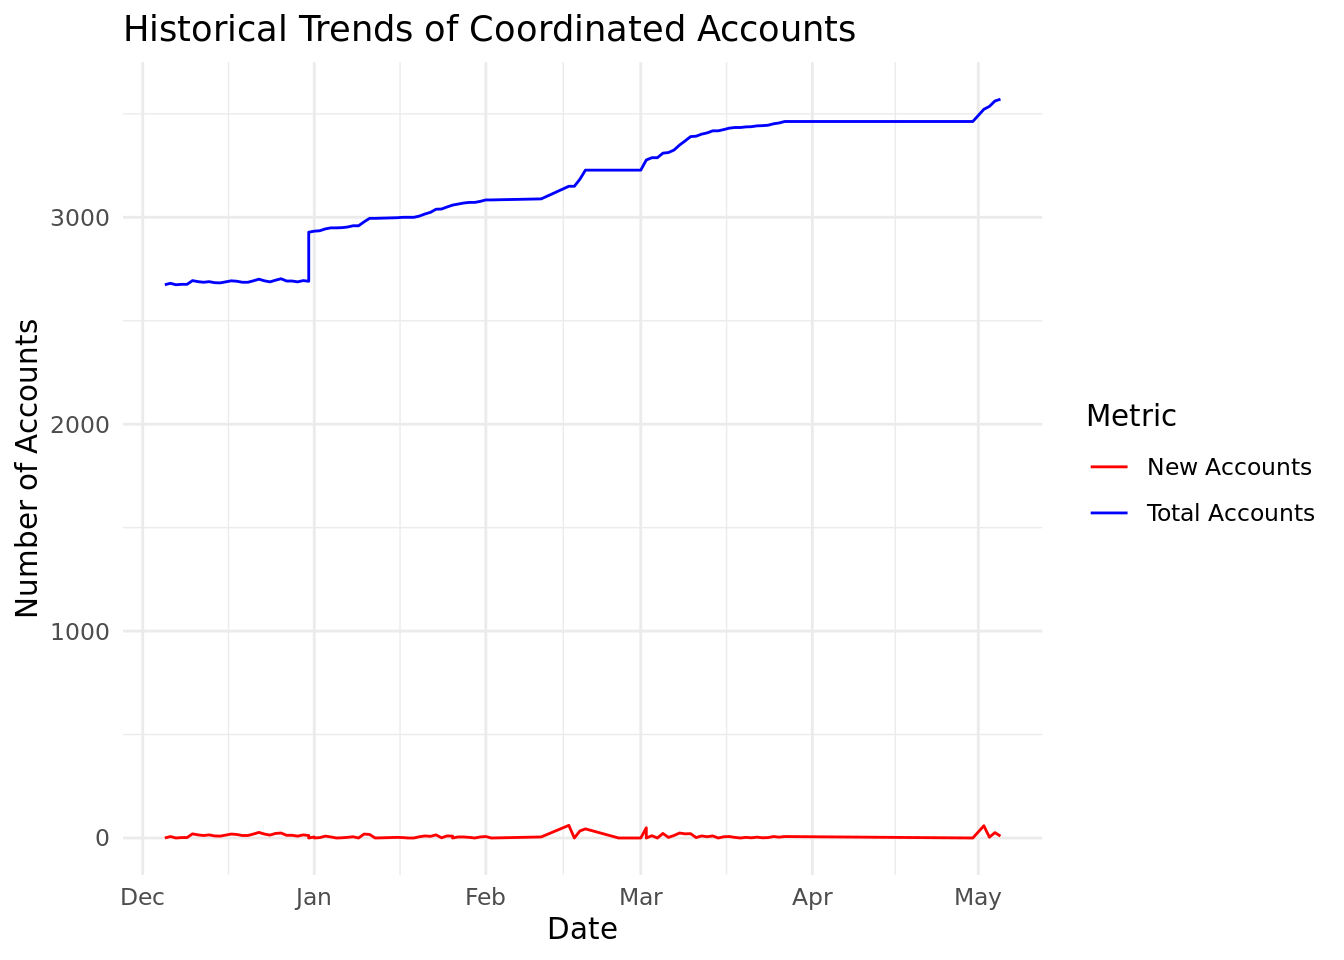 Historical Trends of Coordinated Accounts
Number of Accounts
3000
2000
1000
0
Dec
Jan
Feb
Mar
Apr
May
Date
Metric
New Accounts
Total Accounts